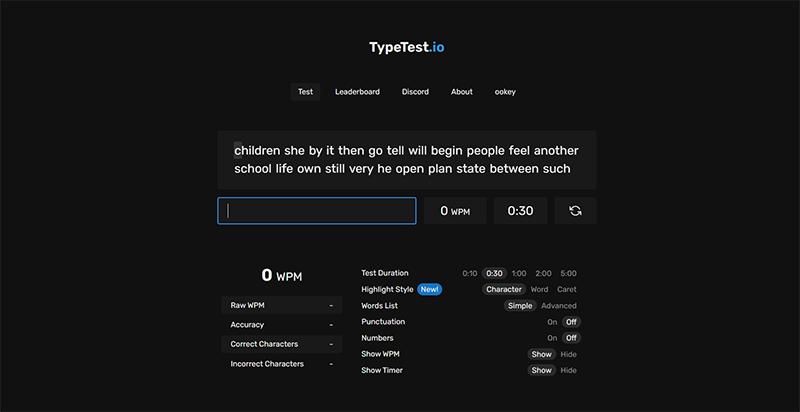 TypeTest.io
Test Leaderboard Discord About ookey
children she by it then go tell will begin people feel another
school life own still very he open plan state between such
0 WPM 0:30
0 WPM
Raw WPM -
Accuracy -
Correct Characters -
Incorrect Characters -
Test Duration 0:10 0:30 1:00 2:00 5:00
Highlight Style New! Character Word Caret
Words List Simple Advanced
Punctuation On Off
Numbers On Off
Show WPM Show Hide
Show Timer Show Hide